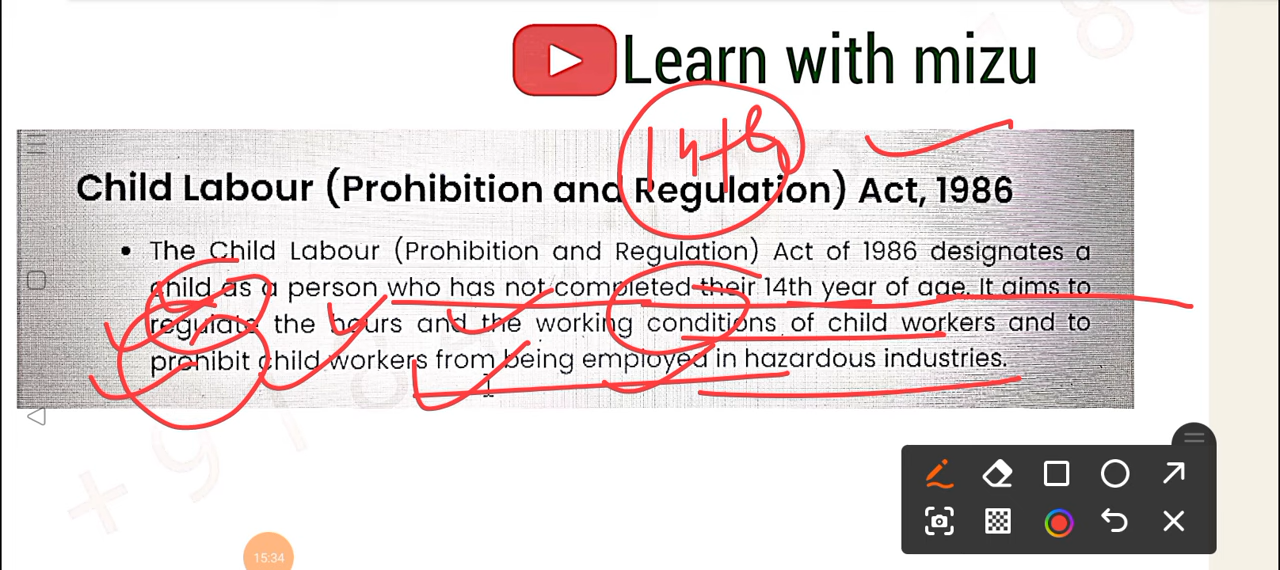 Learn with mizu
14th
Child Labour (Prohibition and Regulation) Act, 1986
• The Child Labour (Prohibition and Regulation) Act of 1986 designates a
child as a person who has not completed their 14th year of age. It aims to
regulate the hours and the working conditions of child workers and to
prohibit child workers from being employed in hazardous industries.
+91
15:34